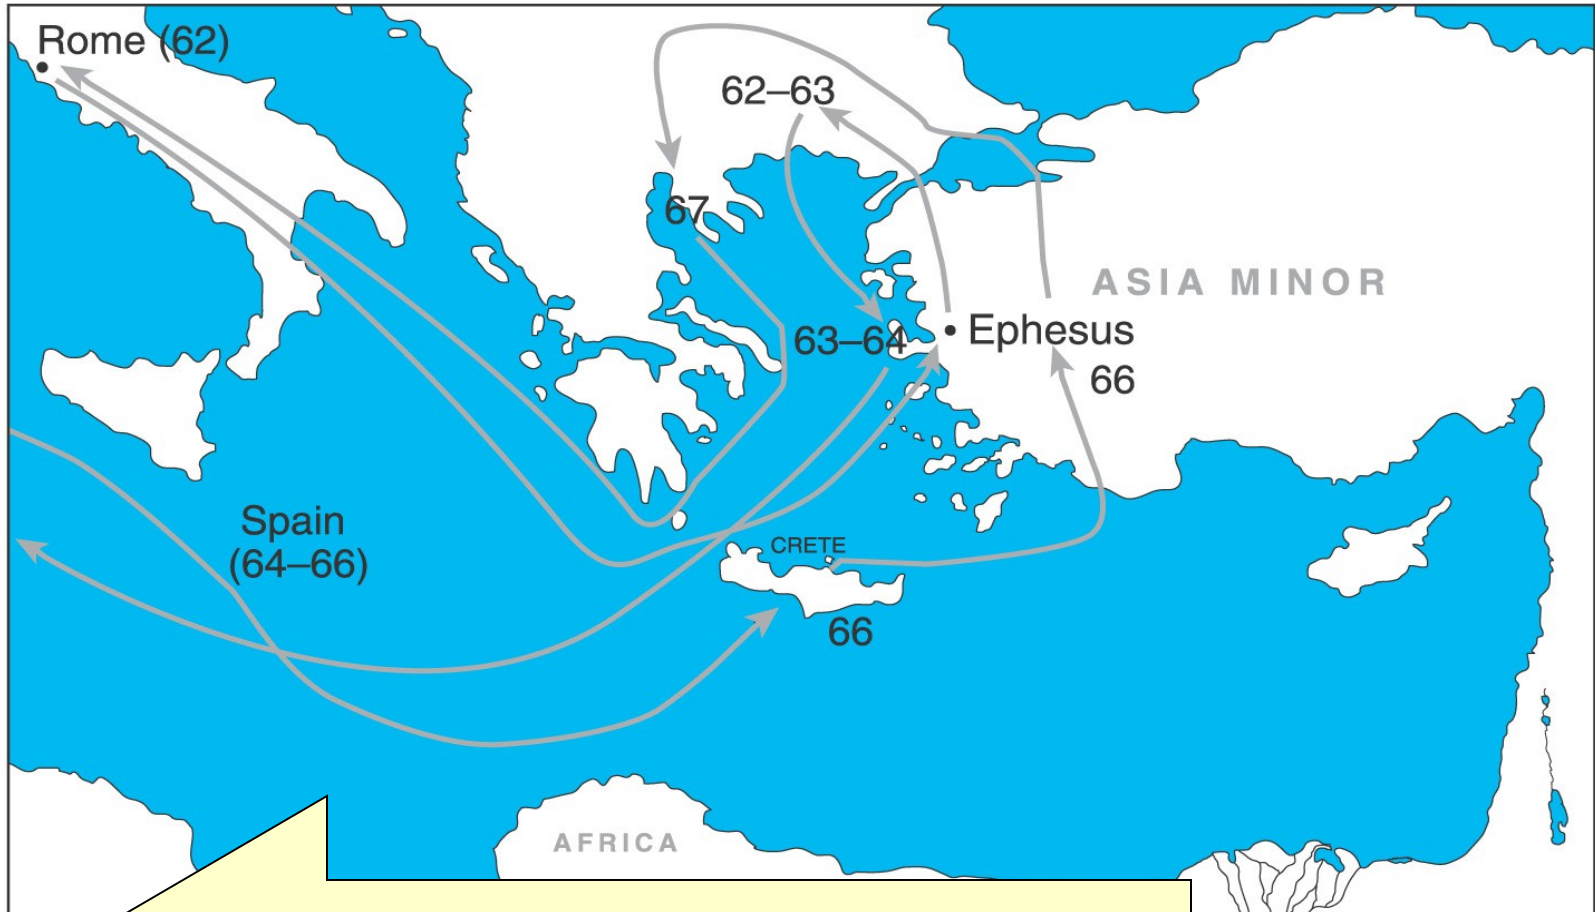 Rome (62)
62–63
67
ASIA MINOR
63–64
Ephesus
66
Spain
(64–66)
CRETE
66
AFRICA